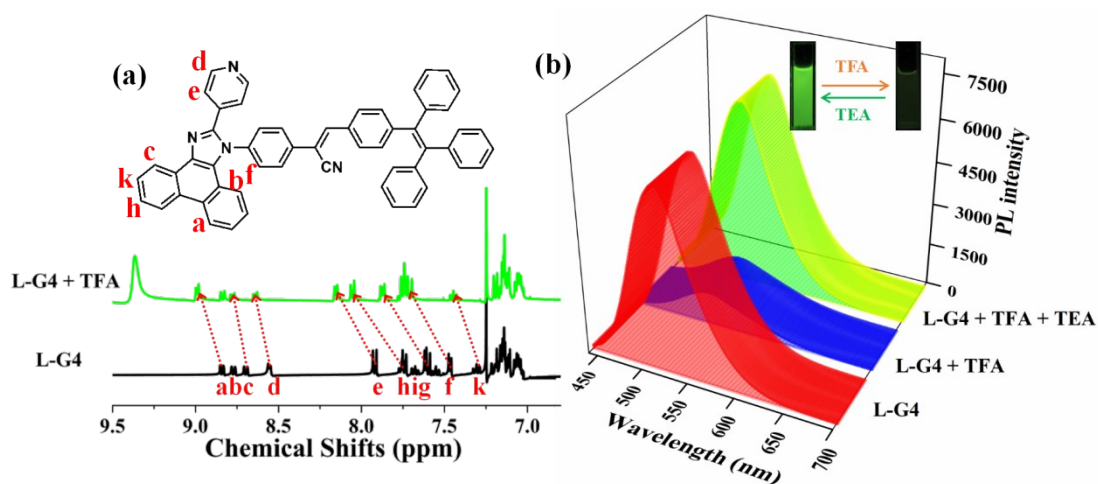 (a)
d
N
e
N
N
c
k
b
f
h
a
CN
L-G4 + TFA
L-G4
a b c d e h i g f k
9.5 9.0 8.5 8.0 7.5 7.0
Chemical Shifts (ppm)
(b)
TFA
TEA
7500
6000
4500
3000
1500
0
PL intensity
L-G4 + TFA + TEA
L-G4 + TFA
L-G4
450 500 550 600 650 700
Wavelength (nm)